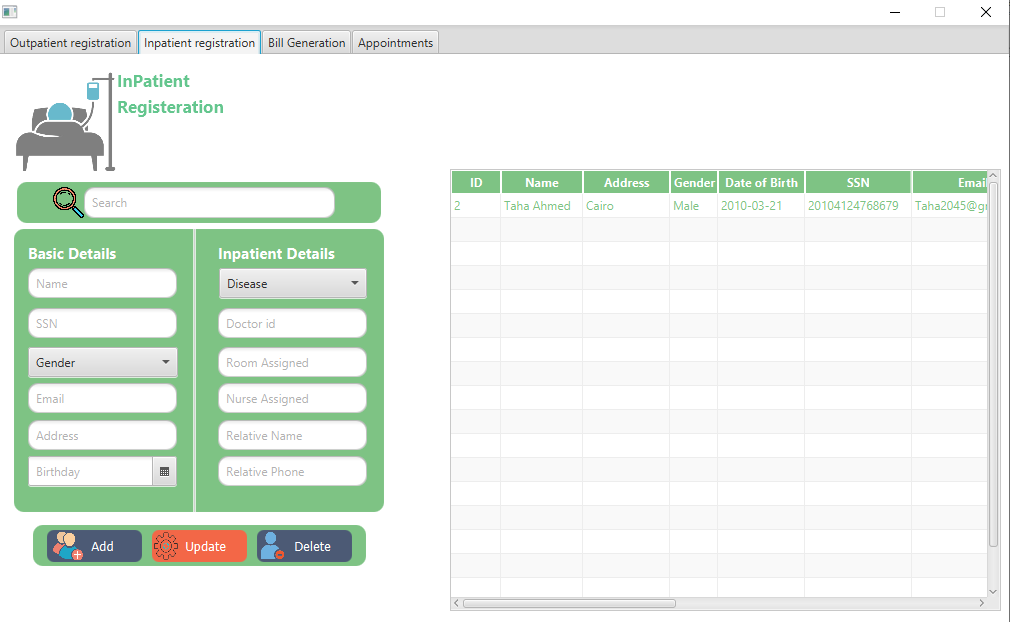 Outpatient registration Inpatient registration Bill Generation Appointments
InPatient
Registeration
Search
Basic Details
Name
SSN
Gender
Email
Address
Birthday
Inpatient Details
Disease
Doctor id
Room Assigned
Nurse Assigned
Relative Name
Relative Phone
Add Update Delete
ID Name Address Gender Date of Birth SSN Email
2 Taha Ahmed Cairo Male 2010-03-21 20104124768679